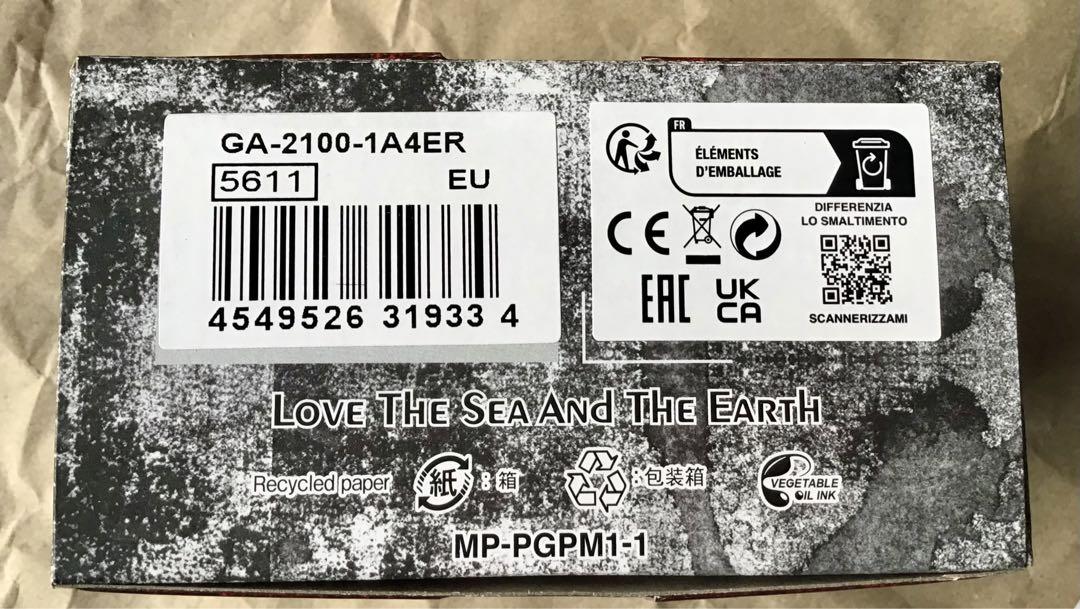 GA-2100-1A4ER
5611
EU
4549526 31933 4
FR
ÉLÉMENTS
D'EMBALLAGE
DIFFERENZIA
LO SMALTIMENTO
CE
EAC
UK
CA
SCANNERIZZAMI
LOVE THE SEA AND THE EARTH
Recycled paper
紙
:箱
:包装箱
VEGETABLE
OIL INK
MP-PGPM1-1